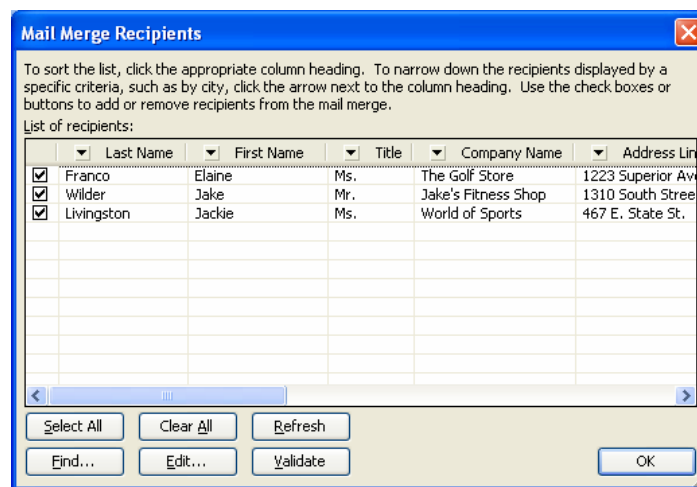 Mail Merge Recipients
To sort the list, click the appropriate column heading. To narrow down the recipients displayed by a
specific criteria, such as by city, click the arrow next to the column heading. Use the check boxes or
buttons to add or remove recipients from the mail merge.
List of recipients:
Last Name First Name Title Company Name Address Lin
Franco Elaine Ms. The Golf Store 1223 Superior Av
Wilder Jake Mr. Jake's Fitness Shop 1310 South Stree
Livingston Jackie Ms. World of Sports 467 E. State St.
Select All Clear All Refresh
Find... Edit... Validate OK